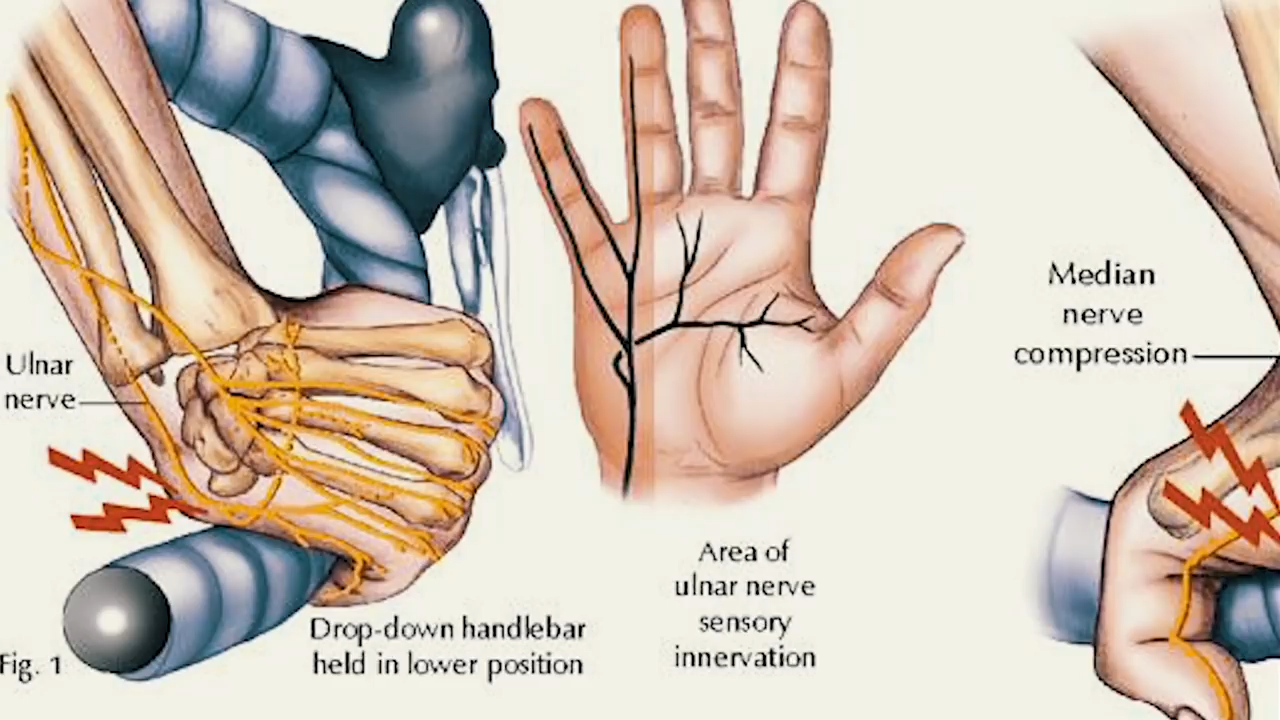 Ulnar
nerve
Fig. 1
Drop-down handlebar
held in lower position
Area of
ulnar nerve
sensory
innervation
Median
nerve
compression